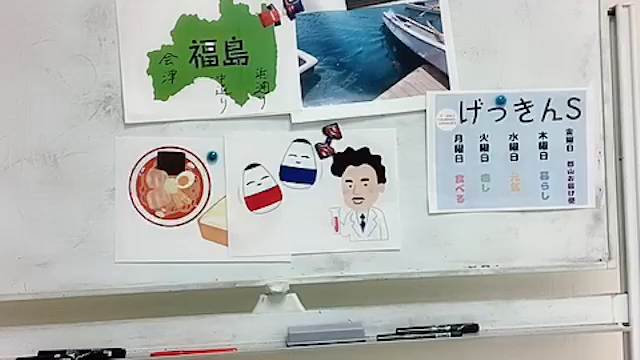 福島
会津
中通り
浜通り
げつきんS
月曜日 食べる
火曜日 癒し
水曜日 元気
木曜日 暮らし
金曜日 郡山お届け便